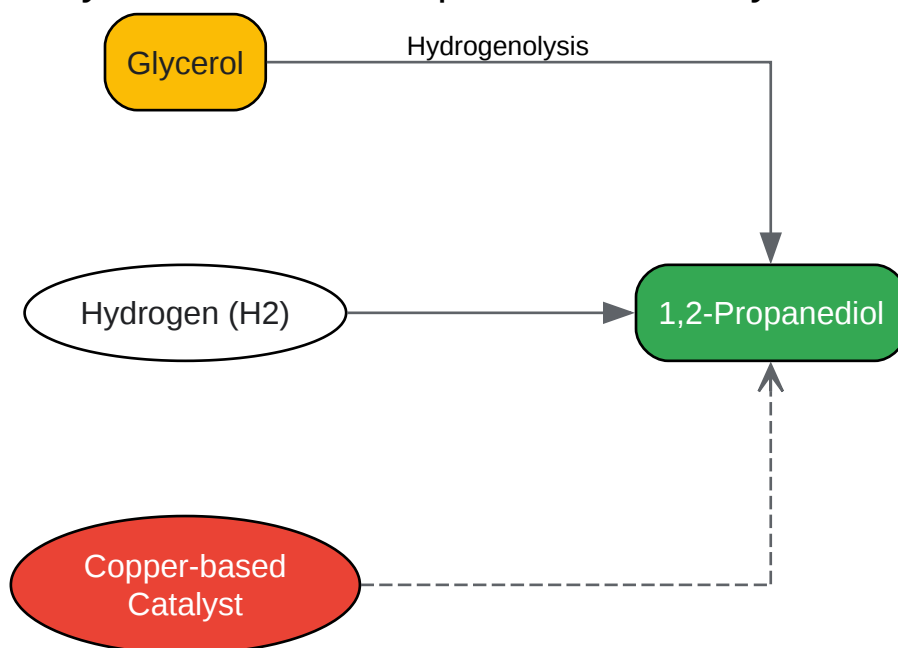 Hydrogenolysis
Glycerol
Hydrogen (H2)
1,2-Propanediol
Copper-based
Catalyst